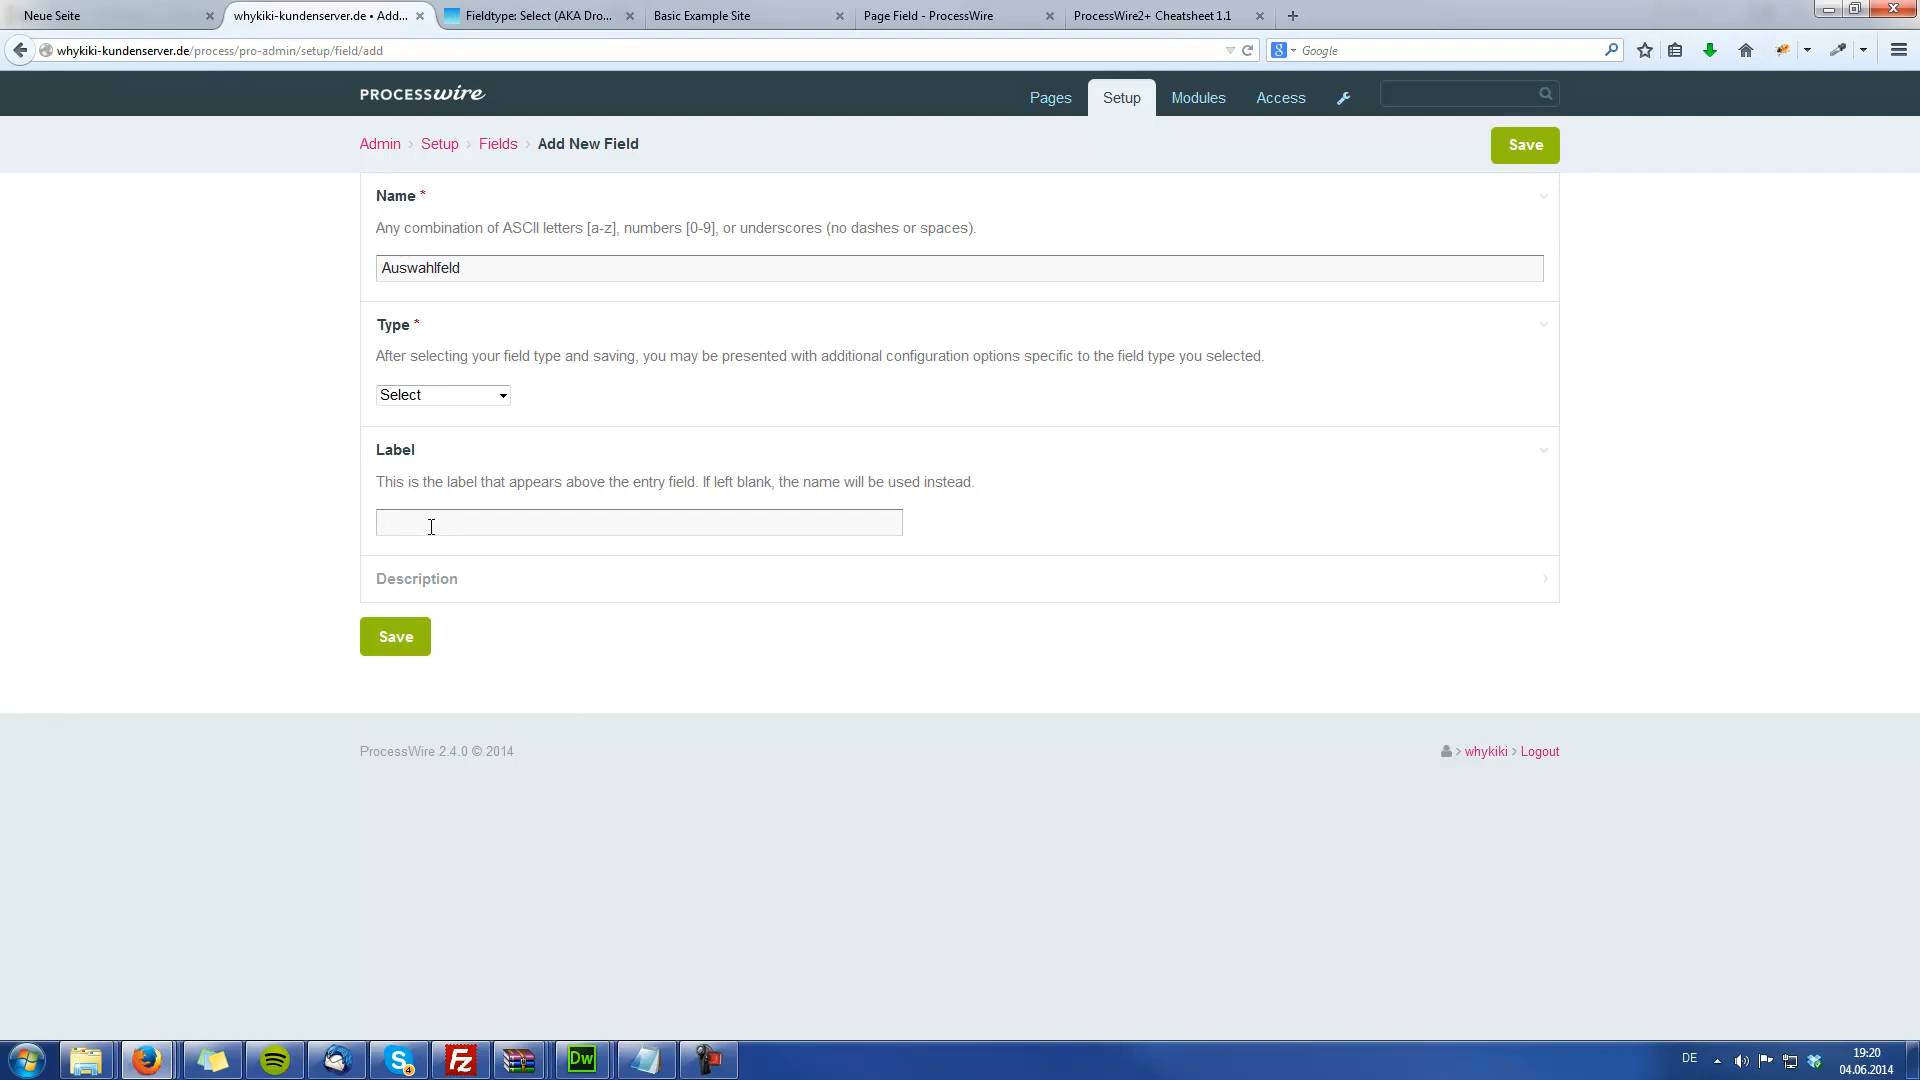 Neue Seite
whykiki-kundenserver.de • Add...
Fieldtype: Select (AKA Dro...
Basic Example Site
Page Field - ProcessWire
ProcessWire2+ Cheatsheet 1.1
whykiki-kundenserver.de/process/pro-admin/setup/field/add
Google
PROCESSwire
Pages
Setup
Modules
Access
Admin > Setup > Fields > Add New Field
Save
Name *
Any combination of ASCII letters [a-z], numbers [0-9], or underscores (no dashes or spaces).
Auswahlfeld
Type *
After selecting your field type and saving, you may be presented with additional configuration options specific to the field type you selected.
Select
Label
This is the label that appears above the entry field. If left blank, the name will be used instead.
Description
Save
ProcessWire 2.4.0 © 2014
> whykiki > Logout
DE
19:20
04.06.2014
S
4
Fz
Dw